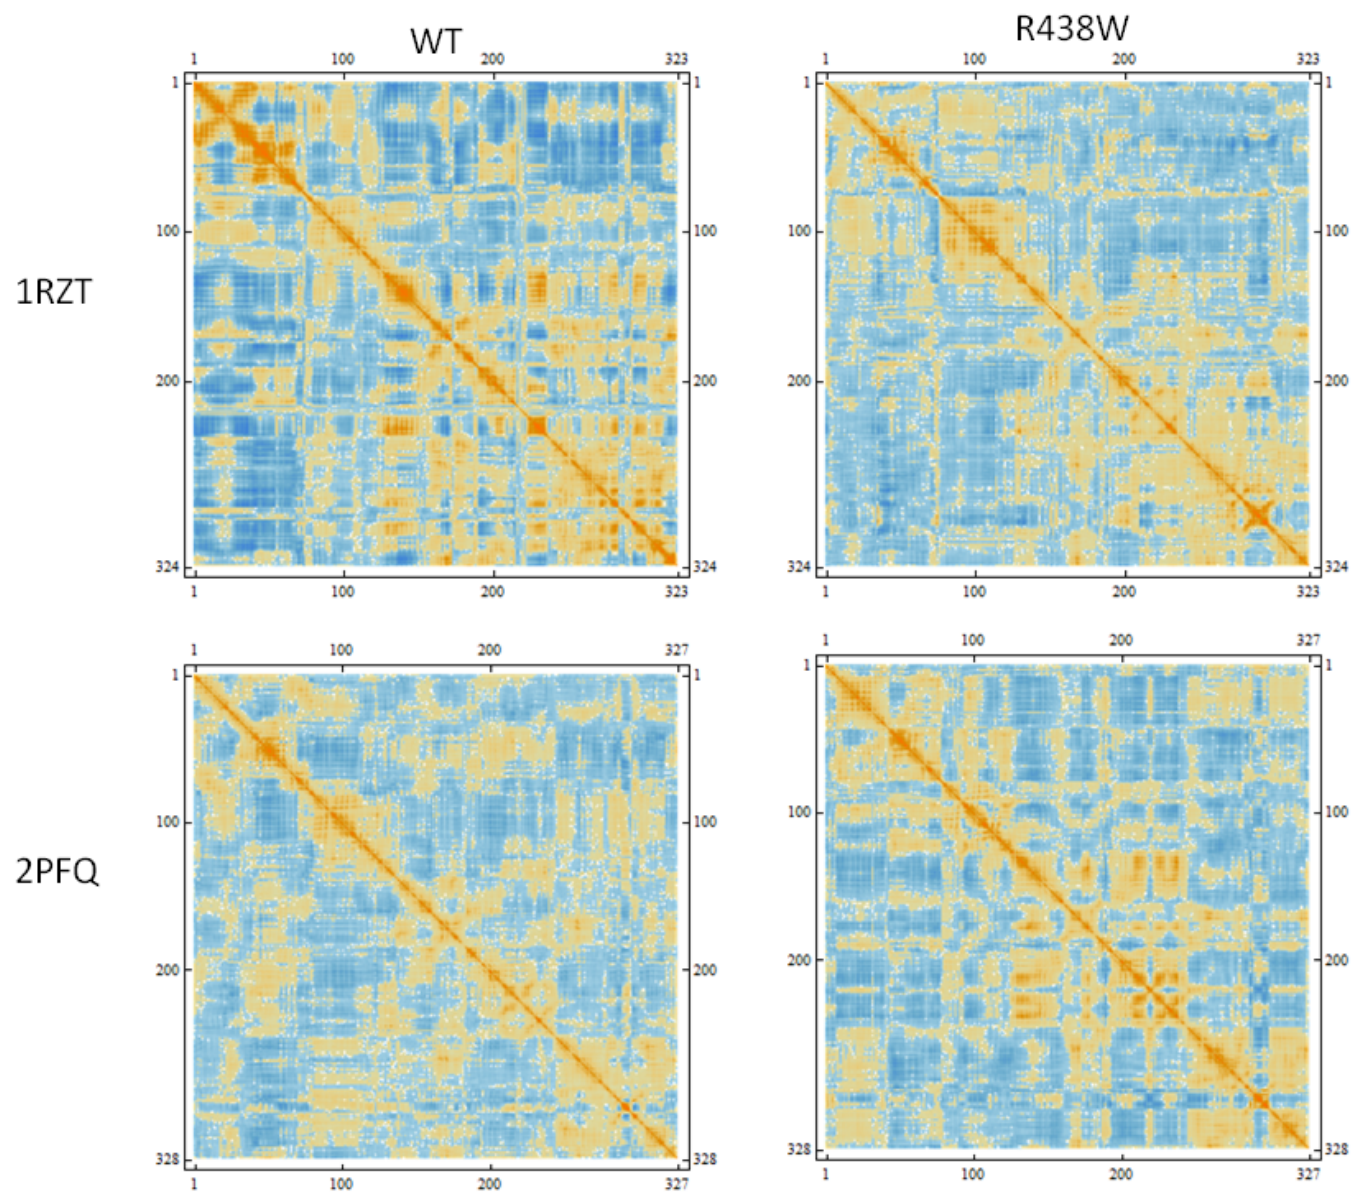 WT R438W
1 100 200 323 1 100 200 323
1 1 1 1
100 100 100 100
1RZT
200 200 200 200
324 324 324 324
1 100 200 323 1 100 200 323
1 100 200 327 1 100 200 327
1 1 1 1
100 100 100 100
2PFQ
200 200 200 200
328 328 328 328
1 100 200 327 1 100 200 327